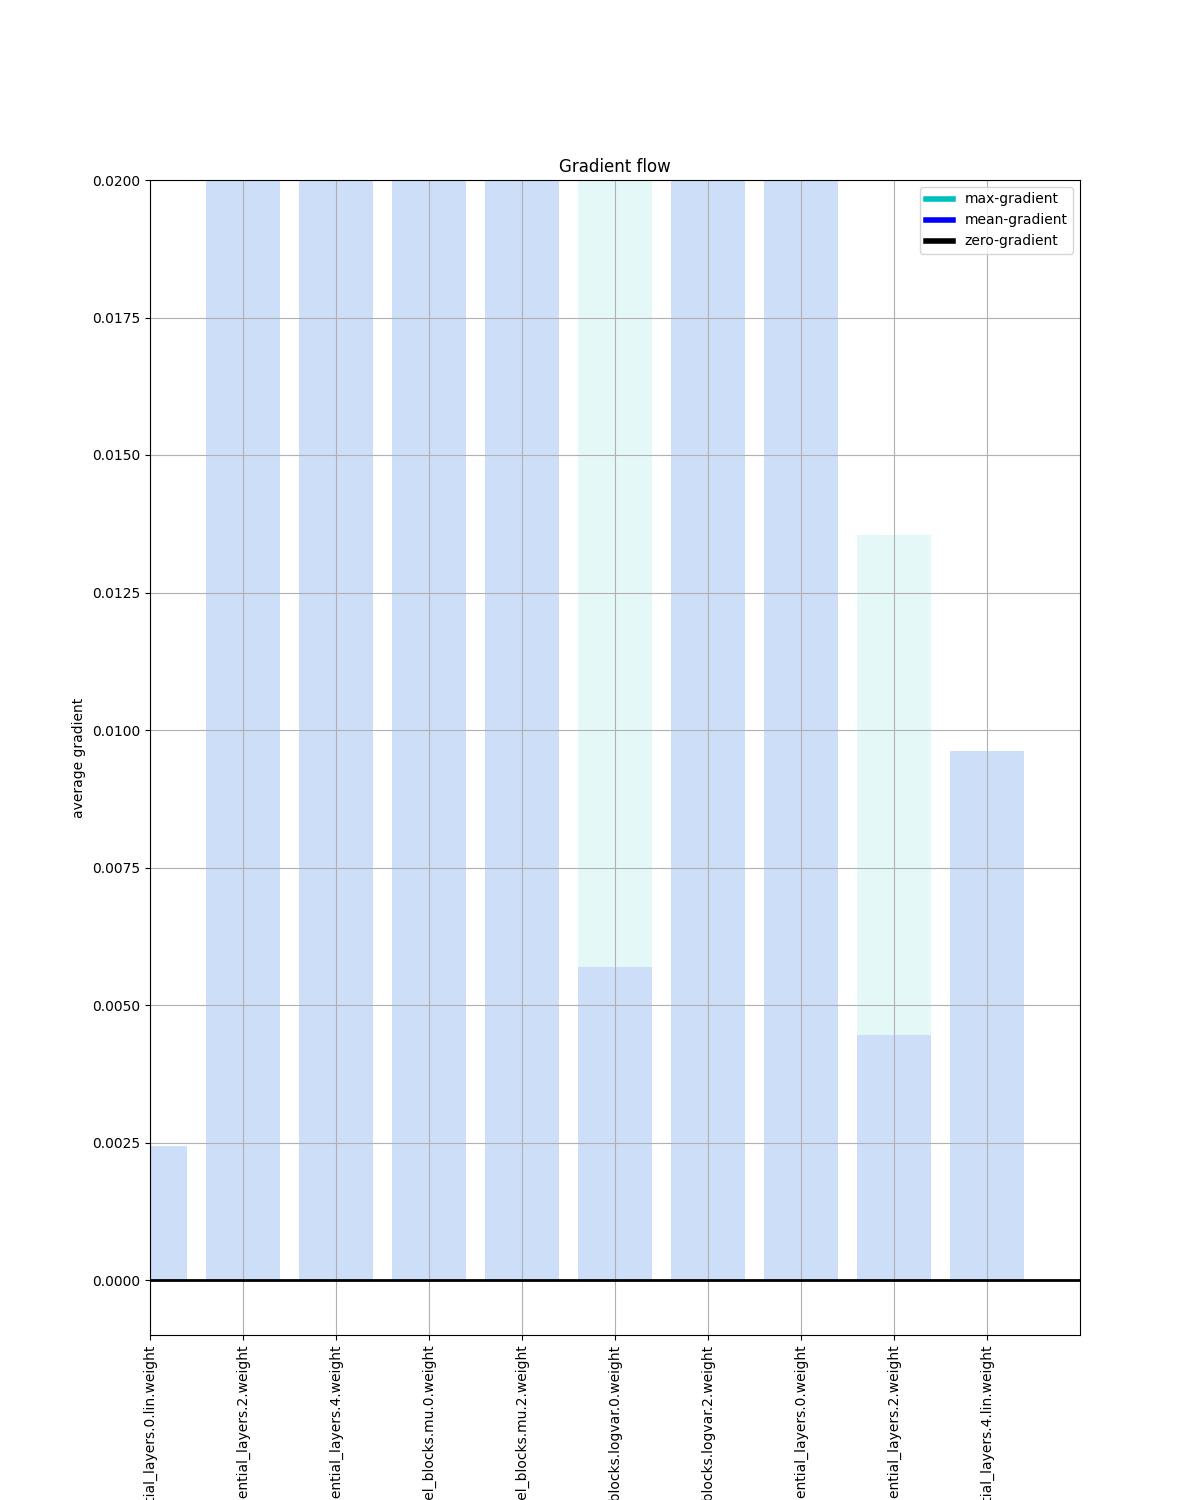 Gradient flow
max-gradient
mean-gradient
zero-gradient
average gradient
0.0200
0.0175
0.0150
0.0125
0.0100
0.0075
0.0050
0.0025
0.0000
tial_layers.0.lin.weight
ential_layers.2.weight
ential_layers.4.weight
el_blocks.mu.0.weight
el_blocks.mu.2.weight
blocks.logvar.0.weight
blocks.logvar.2.weight
ential_layers.0.weight
ential_layers.2.weight
tial_layers.4.lin.weight